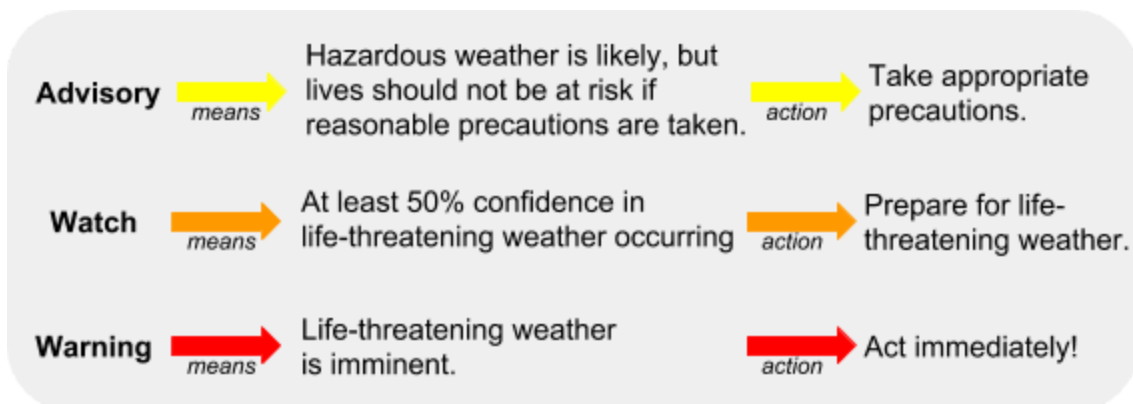 Advisory
means
Hazardous weather is likely, but
lives should not be at risk if
reasonable precautions are taken.
action
Take appropriate
precautions.
Watch
means
At least 50% confidence in
life-threatening weather occurring
action
Prepare for life-
threatening weather.
Warning
means
Life-threatening weather
is imminent.
action
Act immediately!